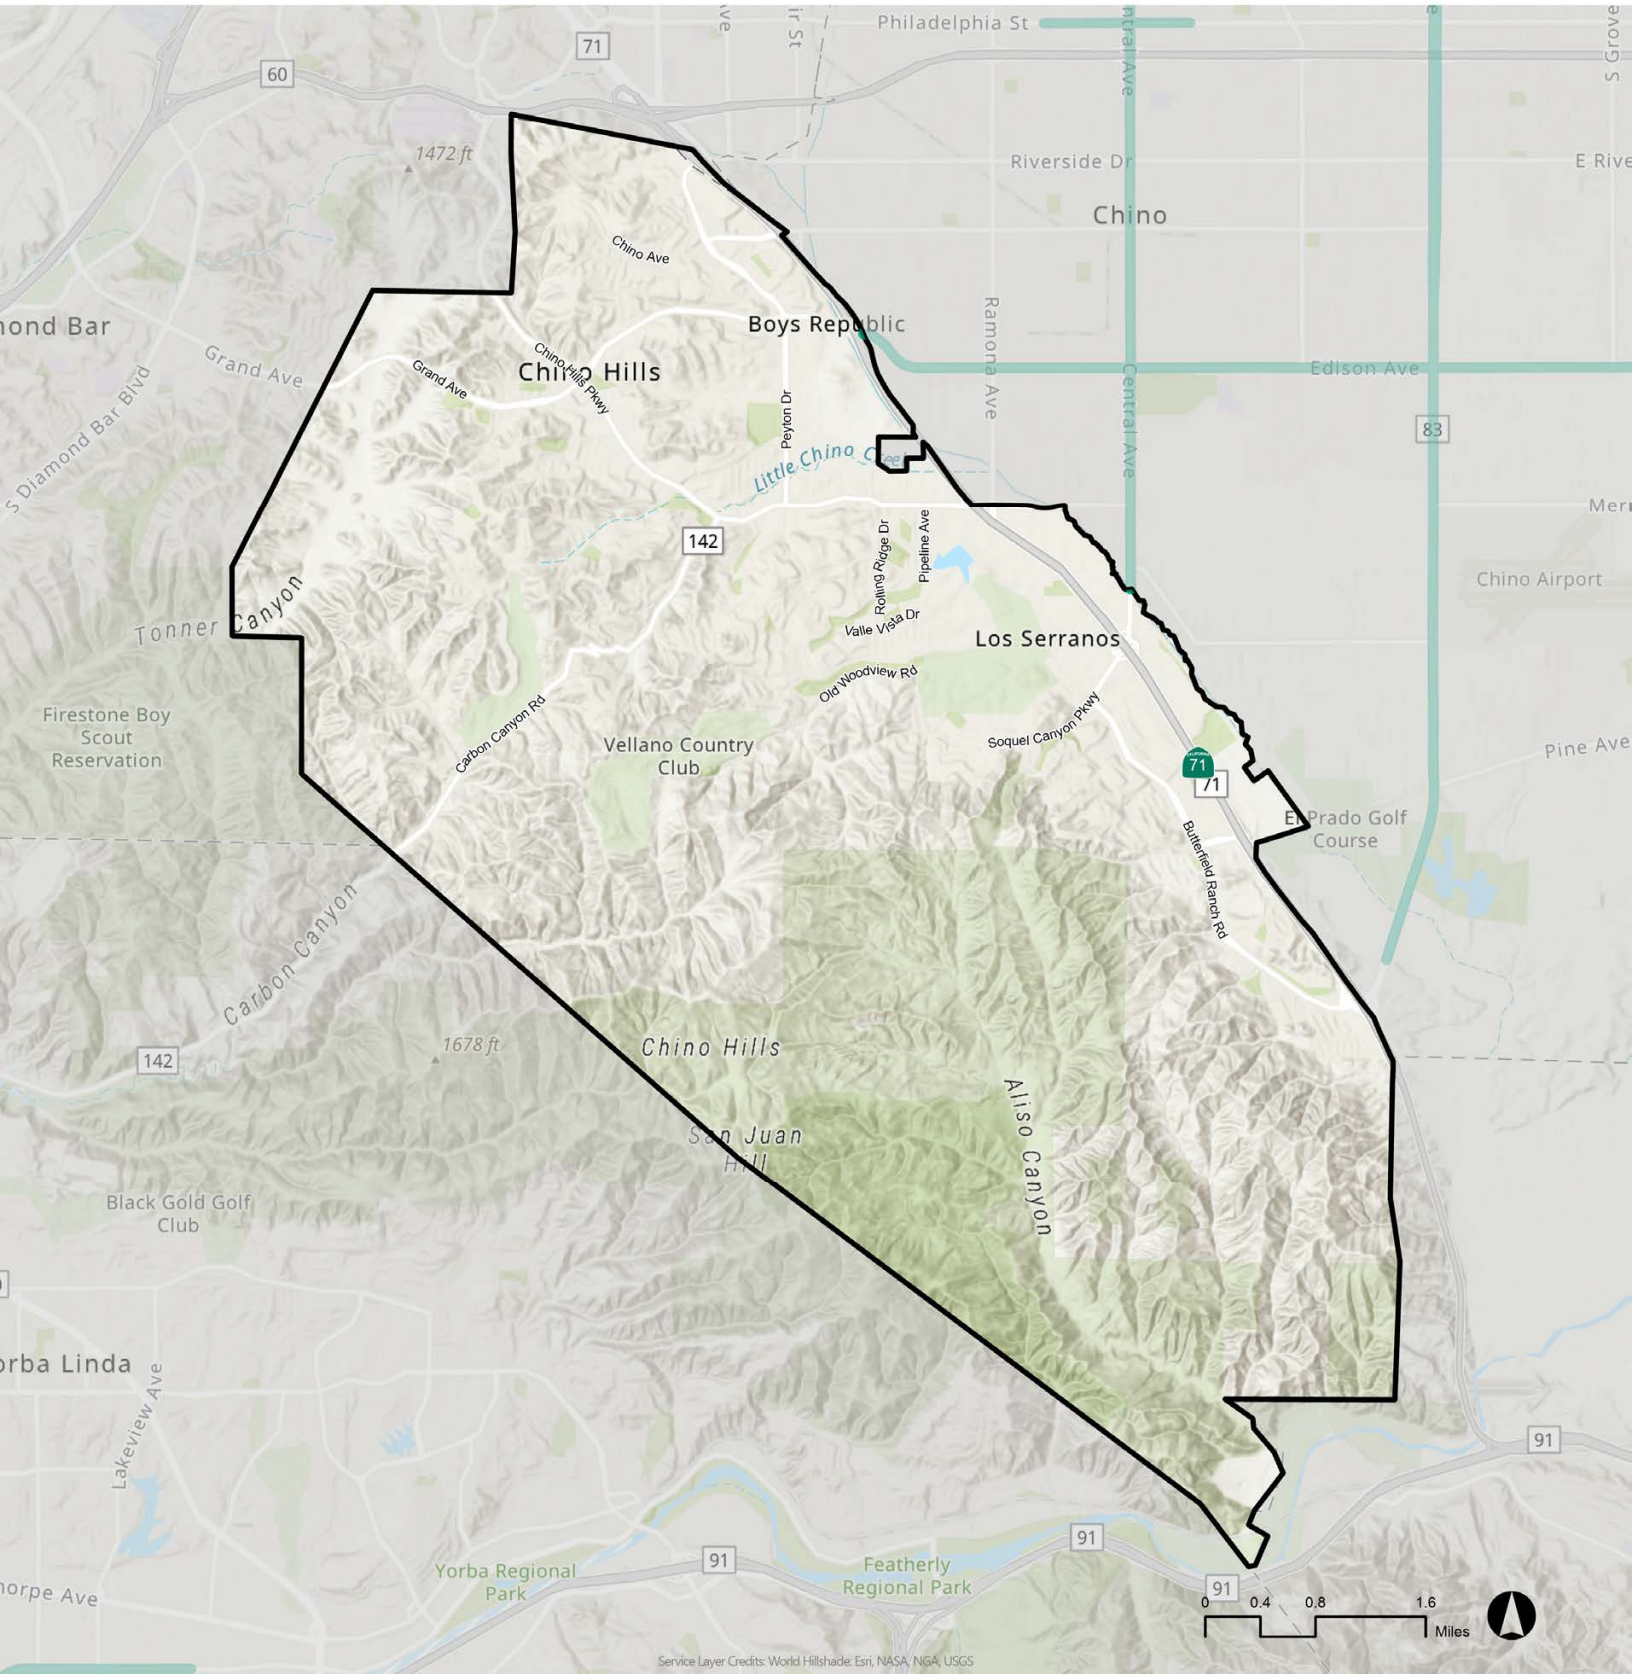 Philadelphia St
71
60
1472 ft
Riverside Dr
E Rive
S Grove
Chino
Central Ave
Chino Ave
Boys Republic
Ramona Ave
Grand Ave
Grand Ave
Chino Hills
Chino Hills Pkwy
Edison Ave
Central Ave
Peyton Dr
83
S Diamond Bar Blvd
Little Chino Creek
142
Rolling Ridge Dr
Pipeline Ave
Chino Airport
Tonner Canyon
Valle Vista Dr
Los Serranos
Old Woodview Rd
Carbon Canyon Rd
Firestone Boy
Scout
Reservation
Vellano Country
Club
Soquel Canyon Pkwy
Pine Ave
CALIFORNIA
71
71
El Prado Golf
Course
Butterfield Ranch Rd
Carbon Canyon
142
1678 ft
Chino Hills
San Juan
Hill
Aliso Canyon
Black Gold Golf
Club
orba Linda
Lakeview Ave
91
91
91
91
Yorba Regional
Park
Featherly
Regional Park
horpe Ave
0 0.4 0.8 1.6
Miles
Service Layer Credits: World Hillshade: Esri, NASA, NGA, USGS